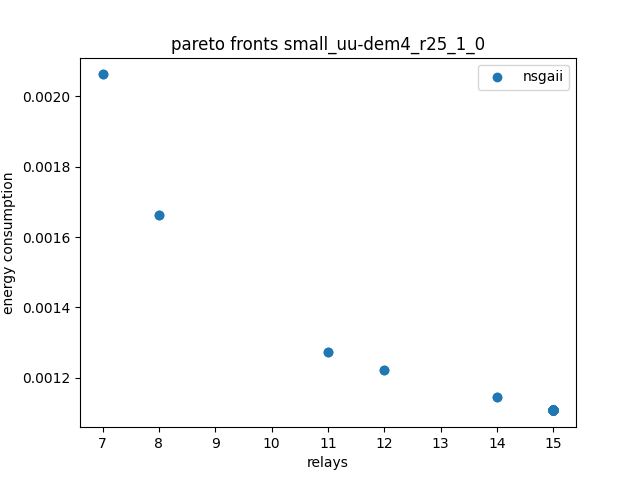 pareto fronts small_uu-dem4_r25_1_0
nsgaii
energy consumption
0.0020
0.0018
0.0016
0.0014
0.0012
7 8 9 10 11 12 13 14 15
relays